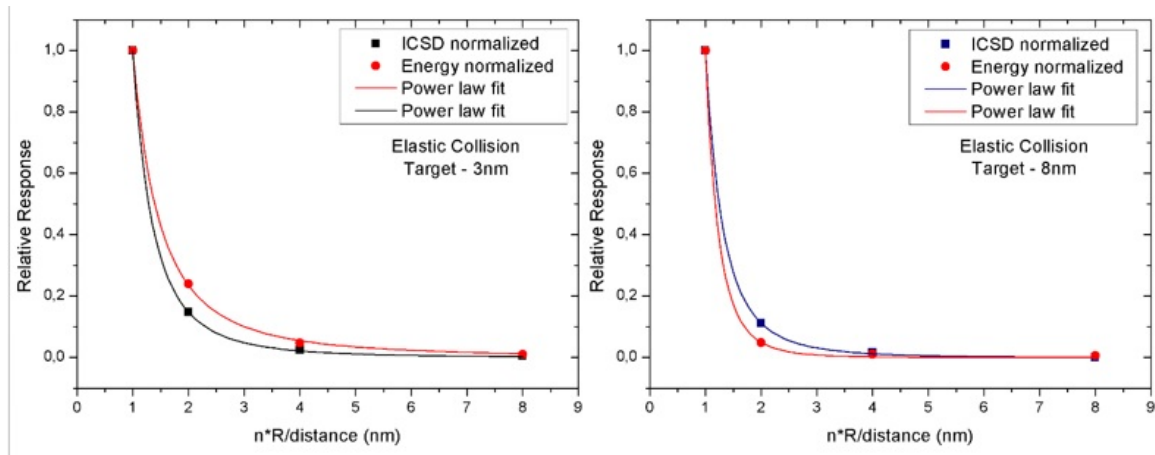 1,0
0,8
0,6
0,4
0,2
0,0
Relative Response
ICSD normalized
Energy normalized
Power law fit
Power law fit
Elastic Collision
Target - 3nm
0 1 2 3 4 5 6 7 8 9
n*R/distance (nm)
1,0
0,8
0,6
0,4
0,2
0,0
Relative Response
ICSD normalized
Energy normalized
Power law fit
Power law fit
Elastic Collision
Target - 8nm
0 1 2 3 4 5 6 7 8 9
n*R/distance (nm)